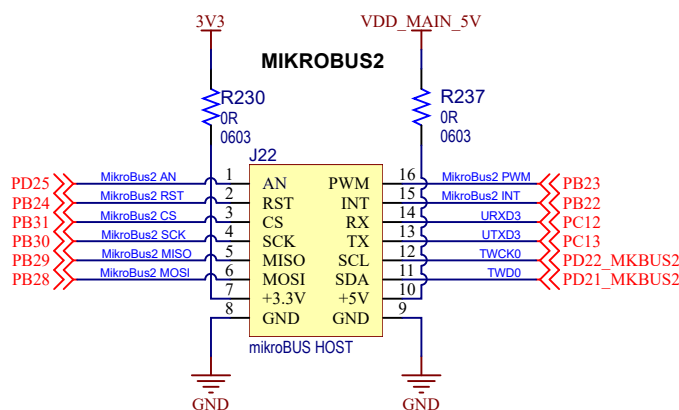 3V3
VDD_MAIN_5V
MIKROBUS2
R230
0R
0603
R237
0R
0603
J22
PD25 MikroBus2 AN 1 AN PWM 16 MikroBus2 PWM PB23
PB24 MikroBus2 RST 2 RST INT 15 MikroBus2 INT PB22
PB31 MikroBus2 CS 3 CS RX 14 URXD3 PC12
PB30 MikroBus2 SCK 4 SCK TX 13 UTXD3 PC13
PB29 MikroBus2 MISO 5 MISO SCL 12 TWCK0 PD22_MKBUS2
PB28 MikroBus2 MOSI 6 MOSI SDA 11 TWD0 PD21_MKBUS2
7 +3.3V +5V 10
8 GND GND 9
mikroBUS HOST
GND
GND